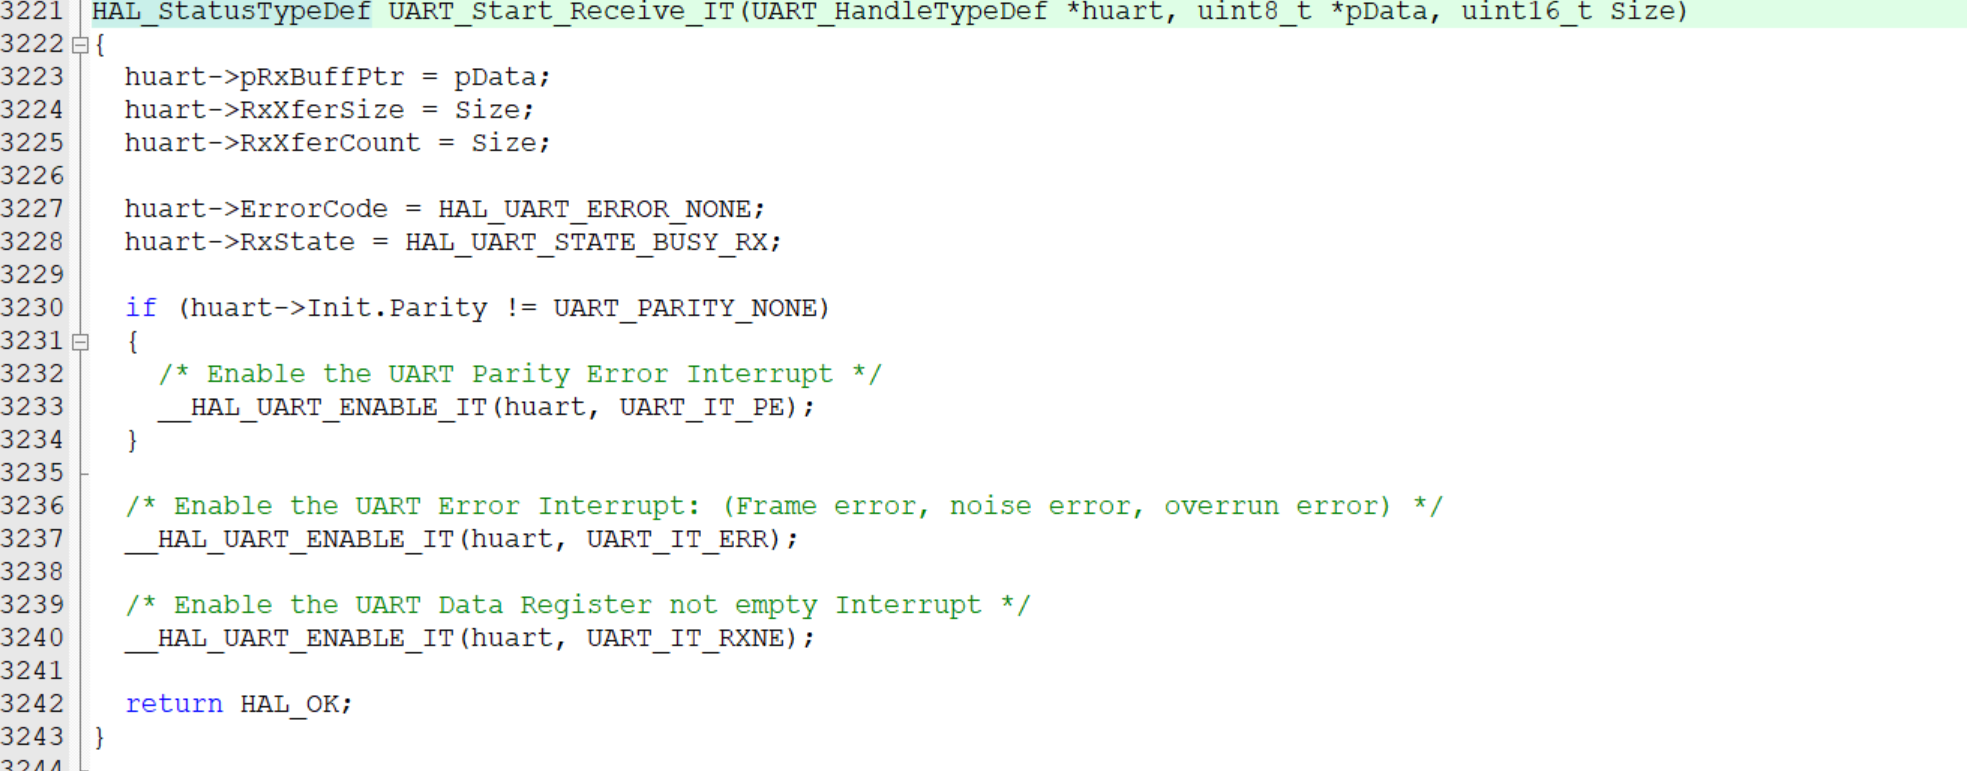 3221 HAL_StatusTypeDef UART_Start_Receive_IT(UART_HandleTypeDef *huart, uint8_t *pData, uint16_t Size)
3222 {
3223   huart->pRxBuffPtr = pData;
3224   huart->RxXferSize = Size;
3225   huart->RxXferCount = Size;
3226
3227   huart->ErrorCode = HAL_UART_ERROR_NONE;
3228   huart->RxState = HAL_UART_STATE_BUSY_RX;
3229
3230   if (huart->Init.Parity != UART_PARITY_NONE)
3231   {
3232     /* Enable the UART Parity Error Interrupt */
3233     __HAL_UART_ENABLE_IT(huart, UART_IT_PE);
3234   }
3235
3236   /* Enable the UART Error Interrupt: (Frame error, noise error, overrun error) */
3237   __HAL_UART_ENABLE_IT(huart, UART_IT_ERR);
3238
3239   /* Enable the UART Data Register not empty Interrupt */
3240   __HAL_UART_ENABLE_IT(huart, UART_IT_RXNE);
3241
3242   return HAL_OK;
3243 }
3244